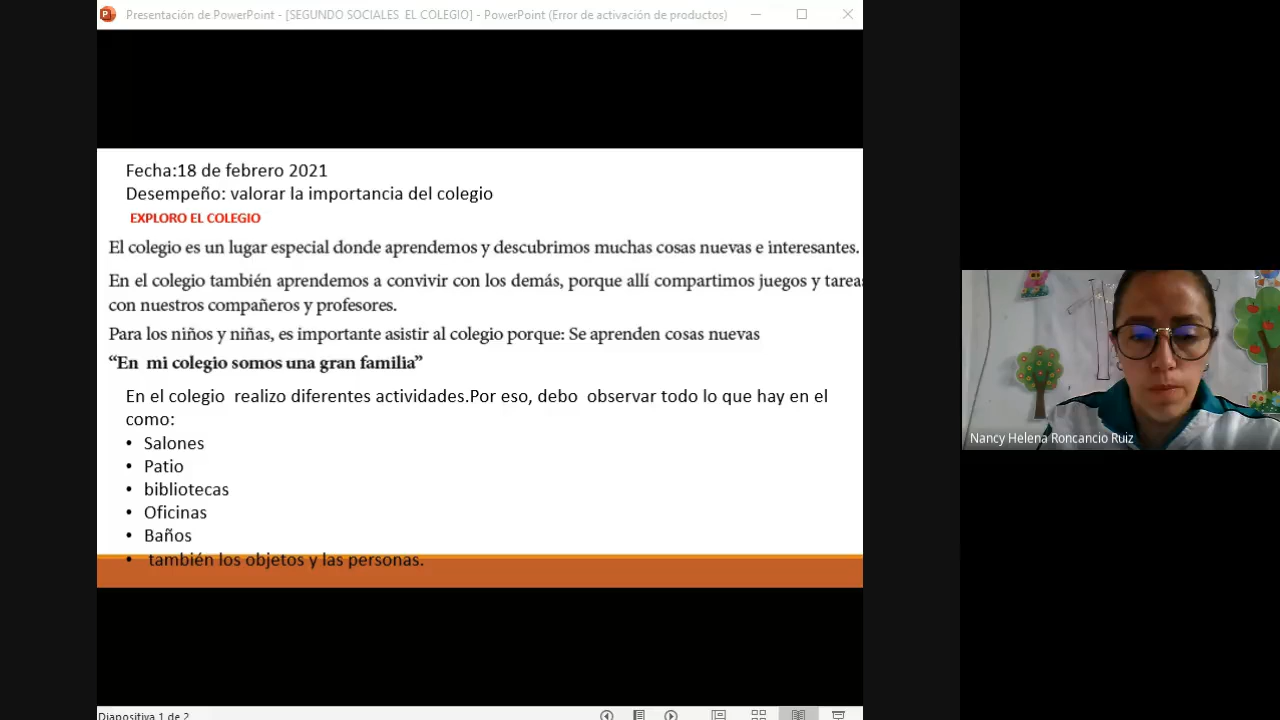 Presentación de PowerPoint - [SEGUNDO SOCIALES  EL COLEGIO] - PowerPoint (Error de activación de productos)
Fecha:18 de febrero 2021
Desempeño: valorar la importancia del colegio
EXPLORO EL COLEGIO
El colegio es un lugar especial donde aprendemos y descubrimos muchas cosas nuevas e interesantes.
En el colegio también aprendemos a convivir con los demás, porque allí compartimos juegos y tareas
con nuestros compañeros y profesores.
Para los niños y niñas, es importante asistir al colegio porque: Se aprenden cosas nuevas
“En  mi colegio somos una gran familia”
En el colegio  realizo diferentes actividades.Por eso, debo  observar todo lo que hay en el
como:
• Salones
• Patio
• bibliotecas
• Oficinas
• Baños
• también los objetos y las personas.
Nancy Helena Roncancio Ruiz
Diapositiva 1 de 2